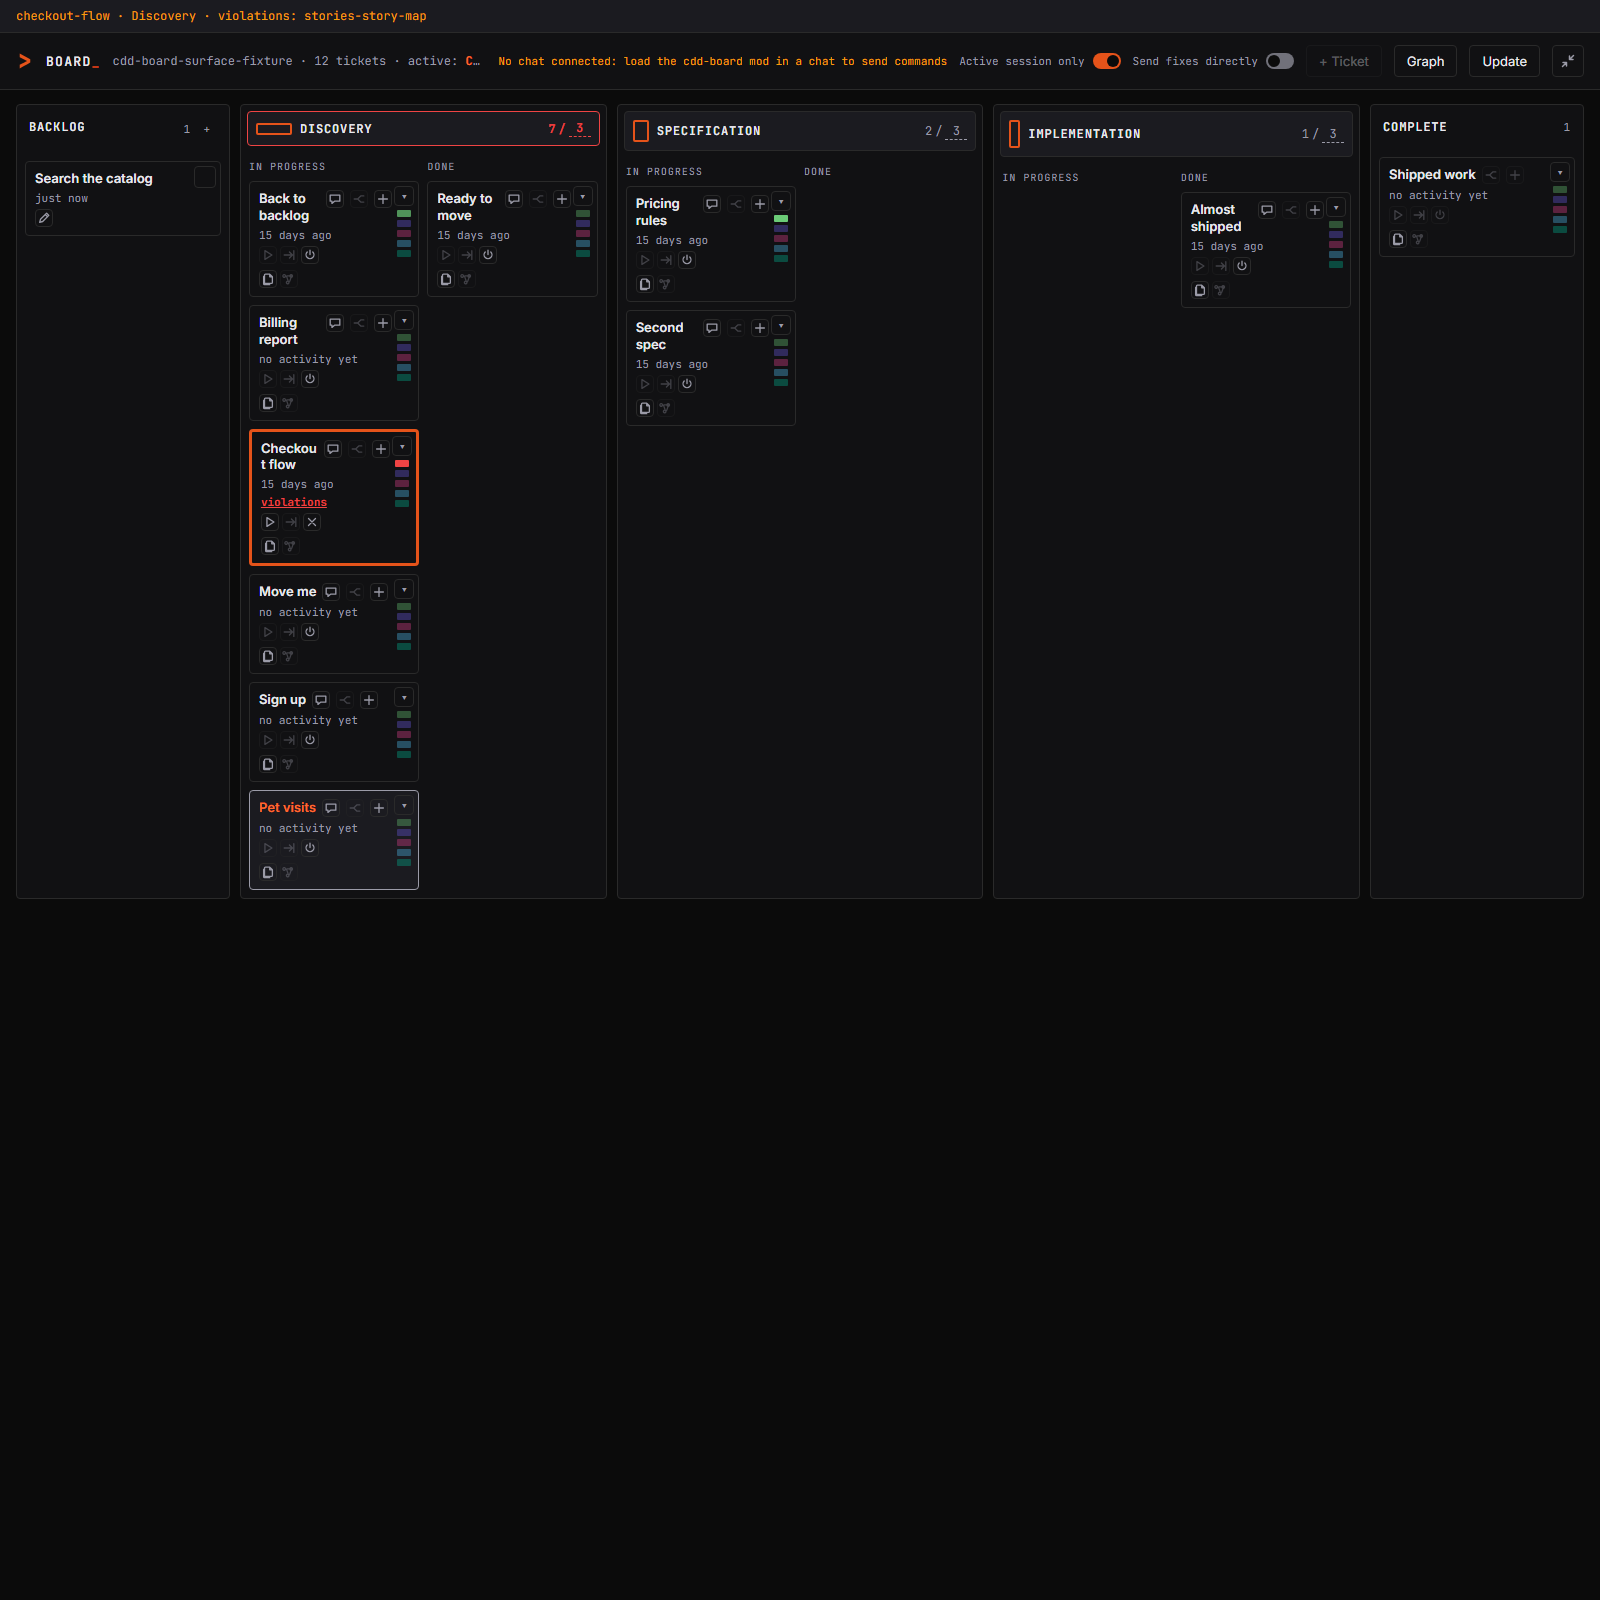 checkout-flow · Discovery · violations: stories-story-map
> BOARD_ cdd-board-surface-fixture · 12 tickets · active: C… No chat connected: load the cdd-board mod in a chat to send commands Active session only Send fixes directly + Ticket Graph Update
BACKLOG 1 +
Search the catalog
just now
DISCOVERY 7 / 3
IN PROGRESS
Back to
backlog
15 days ago
Billing
report
no activity yet
Checkou
t flow
15 days ago
violations
Move me
no activity yet
Sign up
no activity yet
Pet visits
no activity yet
DONE
Ready to
move
15 days ago
SPECIFICATION 2 / 3
IN PROGRESS
Pricing
rules
15 days ago
Second
spec
15 days ago
DONE
IMPLEMENTATION 1 / 3
IN PROGRESS
DONE
Almost
shipped
15 days ago
COMPLETE 1
Shipped work
no activity yet